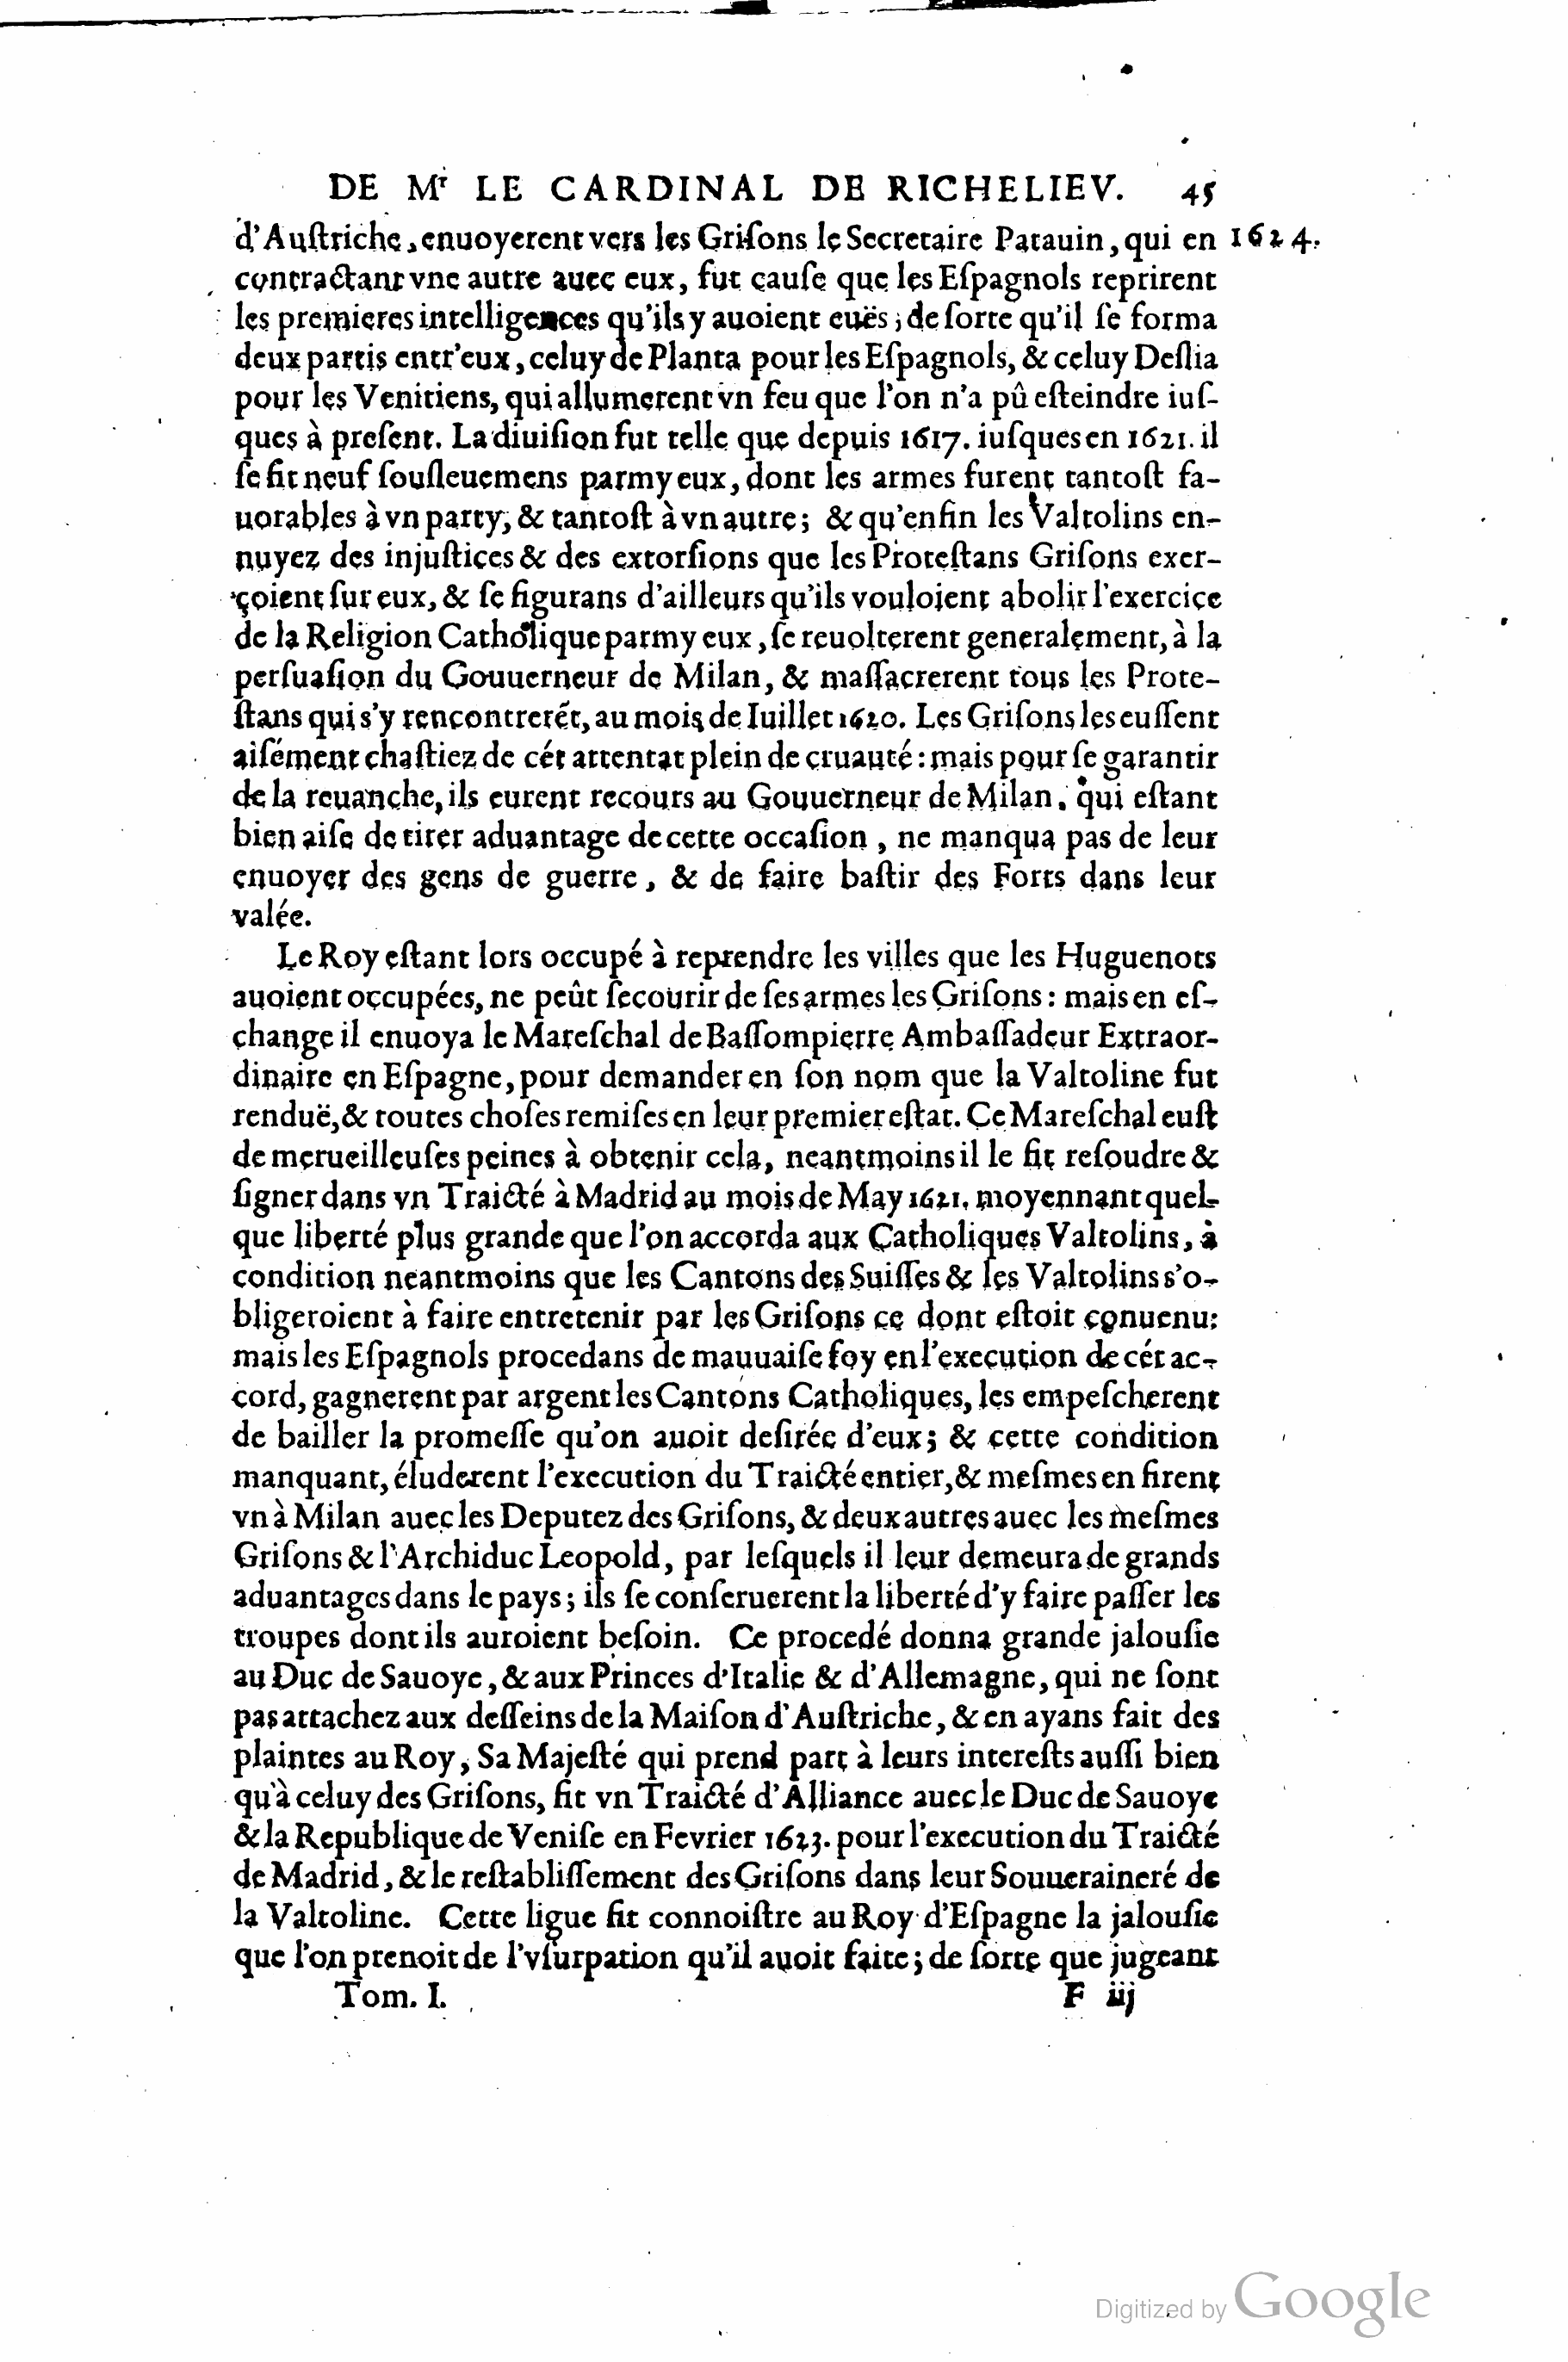 DE Mr LE CARDINAL DE RICHELIEV. 45
d'Auſtriche, enuoyerent vers les Griſons le Secretaire Patauin, qui en 1624.
contractant vne autre auec eux, fut cauſe que les Eſpagnols reprirent
les premieres intelligences qu'ils y auoient euës; de ſorte qu'il ſe forma
deux partis entr'eux, celuy de Planta pour les Eſpagnols, & celuy Deſlia
pour les Venitiens, qui allumerent vn feu que l'on n'a pû eſteindre iuſ-
ques à preſent. La diuiſion fut telle que depuis 1617. iuſques en 1621. il
ſe fit neuf ſouſleuemens parmy eux, dont les armes furent tantoſt fa-
uorables à vn party, & tantoſt à vn autre; & qu'enfin les Valtolins en-
nuyez des injuſtices & des extorſions que les Proteſtans Griſons exer-
çoient ſur eux, & ſe figurans d'ailleurs qu'ils vouloient abolir l'exercice
de la Religion Catholique parmy eux, ſe reuolterent generalement, à la
perſuaſion du Gouuerneur de Milan, & maſſacrerent tous les Prote-
ſtans qui s'y rencontrerẽt, au mois de Iuillet 1620. Les Griſons les euſſent
aiſément chaſtiez de cét attentat plein de cruauté: mais pour ſe garantir
de la reuanche, ils eurent recours au Gouuerneur de Milan, qui eſtant
bien aiſe de tirer aduantage de cette occaſion, ne manqua pas de leur
enuoyer des gens de guerre, & de faire baſtir des Forts dans leur
valée.
Le Roy eſtant lors occupé à reprendre les villes que les Huguenots
auoient occupées, ne peût ſecourir de ſes armes les Griſons: mais en eſ-
change il enuoya le Mareſchal de Baſſompierre Ambaſſadeur Extraor-
dinaire en Eſpagne, pour demander en ſon nom que la Valtoline fut
renduë, & toutes choſes remiſes en leur premier eſtat. Ce Mareſchal euſt
de merueilleuſes peines à obtenir cela, neantmoins il le fit reſoudre &
ſigner dans vn Traicté à Madrid au mois de May 1621. moyennant quel-
que liberté plus grande que l'on accorda aux Catholiques Valtolins, à
condition neantmoins que les Cantons des Suiſſes & les Valtolins s'o-
bligeroient à faire entretenir par les Griſons ce dont eſtoit conuenu:
mais les Eſpagnols procedans de mauuaiſe foy en l'execution de cét ac-
cord, gagnerent par argent les Cantons Catholiques, les empeſcherent
de bailler la promeſſe qu'on auoit deſirée d'eux; & cette condition
manquant, éluderent l'execution du Traicté entier, & meſmes en firent
vn à Milan auec les Deputez des Griſons, & deux autres auec les meſmes
Griſons & l'Archiduc Leopold, par leſquels il leur demeura de grands
aduantages dans le pays; ils ſe conſeruerent la liberté d'y faire paſſer les
troupes dont ils auroient beſoin. Ce procedé donna grande jalouſie
au Duc de Sauoye, & aux Princes d'Italie & d'Allemagne, qui ne ſont
pas attachez aux deſſeins de la Maiſon d'Auſtriche, & en ayans fait des
plaintes au Roy, Sa Majeſté qui prend part à leurs intereſts auſſi bien
qu'à celuy des Griſons, fit vn Traicté d'Alliance auec le Duc de Sauoye
& la Republique de Veniſe en Fevrier 1623. pour l'execution du Traicté
de Madrid, & le reſtabliſſement des Griſons dans leur Souueraineté de
la Valtoline. Cette ligue fit connoiſtre au Roy d'Eſpagne la jalouſie
que l'on prenoit de l'vſurpation qu'il auoit faite; de ſorte que jugeant
Tom. I. F iij
Digitized by Google